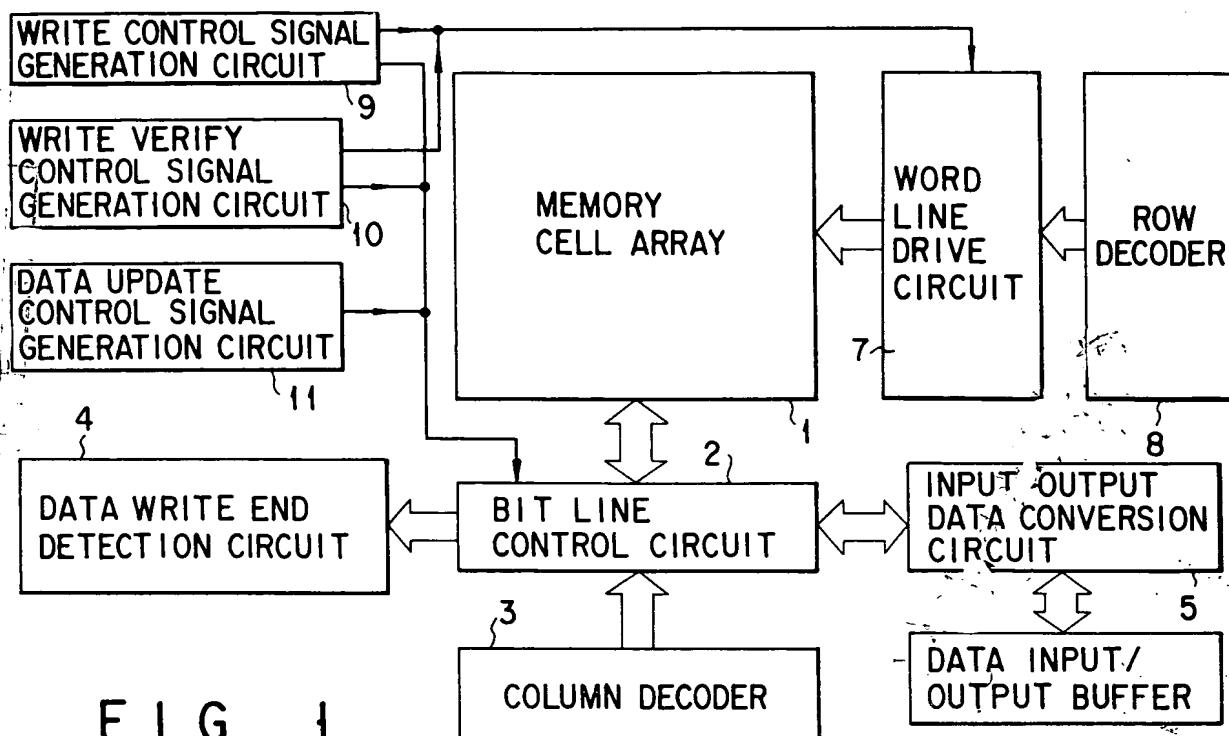 WRITE CONTROL SIGNAL
GENERATION CIRCUIT
9
WRITE VERIFY
CONTROL SIGNAL
GENERATION CIRCUIT
10
DATA UPDATE
CONTROL SIGNAL
GENERATION CIRCUIT
11
MEMORY
CELL ARRAY
1
WORD
LINE
DRIVE
CIRCUIT
7
ROW
DECODER
8
4
DATA WRITE END
DETECTION CIRCUIT
2
BIT LINE
CONTROL CIRCUIT
INPUT OUTPUT
DATA CONVERSION
CIRCUIT
5
3
COLUMN DECODER
DATA INPUT/
OUTPUT BUFFER
FIG. 1